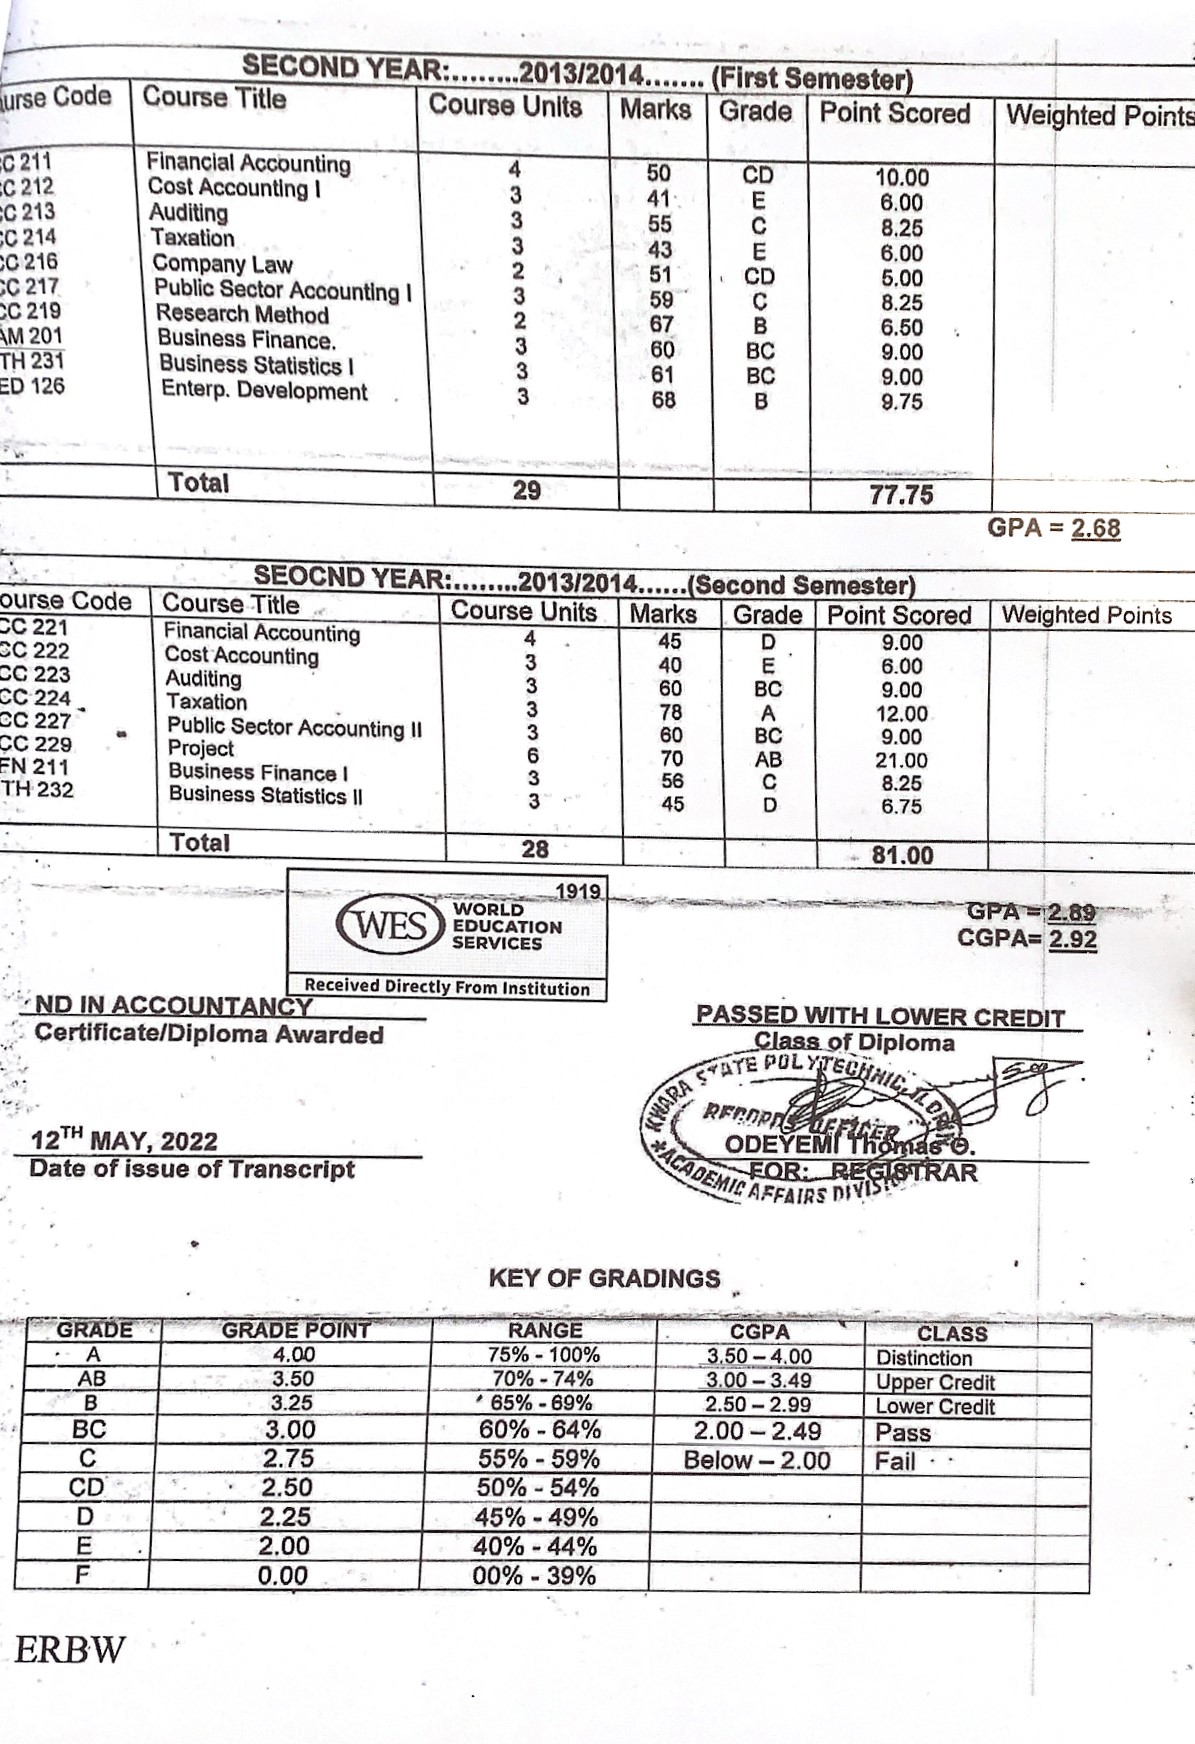 SECOND YEAR:.........2013/2014....... (First Semester)
urse Code Course Title Course Units Marks Grade Point Scored Weighted Points
CC 211 Financial Accounting 4 50 CD 10.00
CC 212 Cost Accounting I 3 41 E 6.00
CC 213 Auditing 3 55 C 8.25
CC 214 Taxation 3 43 E 6.00
CC 216 Company Law 2 51 CD 5.00
CC 217 Public Sector Accounting I 3 59 C 8.25
CC 219 Research Method 2 67 B 6.50
AM 201 Business Finance. 3 60 BC 9.00
TH 231 Business Statistics I 3 61 BC 9.00
ED 126 Enterp. Development 3 68 B 9.75
Total 29 77.75
GPA = 2.68
SEOCND YEAR:.........2013/2014......(Second Semester)
ourse Code Course Title Course Units Marks Grade Point Scored Weighted Points
CC 221 Financial Accounting 4 45 D 9.00
CC 222 Cost Accounting 3 40 E 6.00
CC 223 Auditing 3 60 BC 9.00
CC 224 Taxation 3 78 A 12.00
CC 227 Public Sector Accounting II 3 60 BC 9.00
CC 229 Project 6 70 AB 21.00
FN 211 Business Finance I 3 56 C 8.25
TH 232 Business Statistics II 3 45 D 6.75
Total 28 81.00
1919
WES WORLD
EDUCATION
SERVICES
Received Directly From Institution
GPA = 2.89
CGPA= 2.92
ND IN ACCOUNTANCY
Certificate/Diploma Awarded
PASSED WITH LOWER CREDIT
Class of Diploma
KWARA STATE POLYTECHNIC, ILORIN
RECORDS OFFICER
ODEYEMI Thomas O.
FOR: REGISTRAR
*ACADEMIC AFFAIRS DIVISION
12TH MAY, 2022
Date of issue of Transcript
KEY OF GRADINGS
GRADE GRADE POINT RANGE CGPA CLASS
A 4.00 75% - 100% 3.50 – 4.00 Distinction
AB 3.50 70% - 74% 3.00 – 3.49 Upper Credit
B 3.25 65% - 69% 2.50 – 2.99 Lower Credit
BC 3.00 60% - 64% 2.00 – 2.49 Pass
C 2.75 55% - 59% Below – 2.00 Fail
CD 2.50 50% - 54%
D 2.25 45% - 49%
E 2.00 40% - 44%
F 0.00 00% - 39%
ERBW